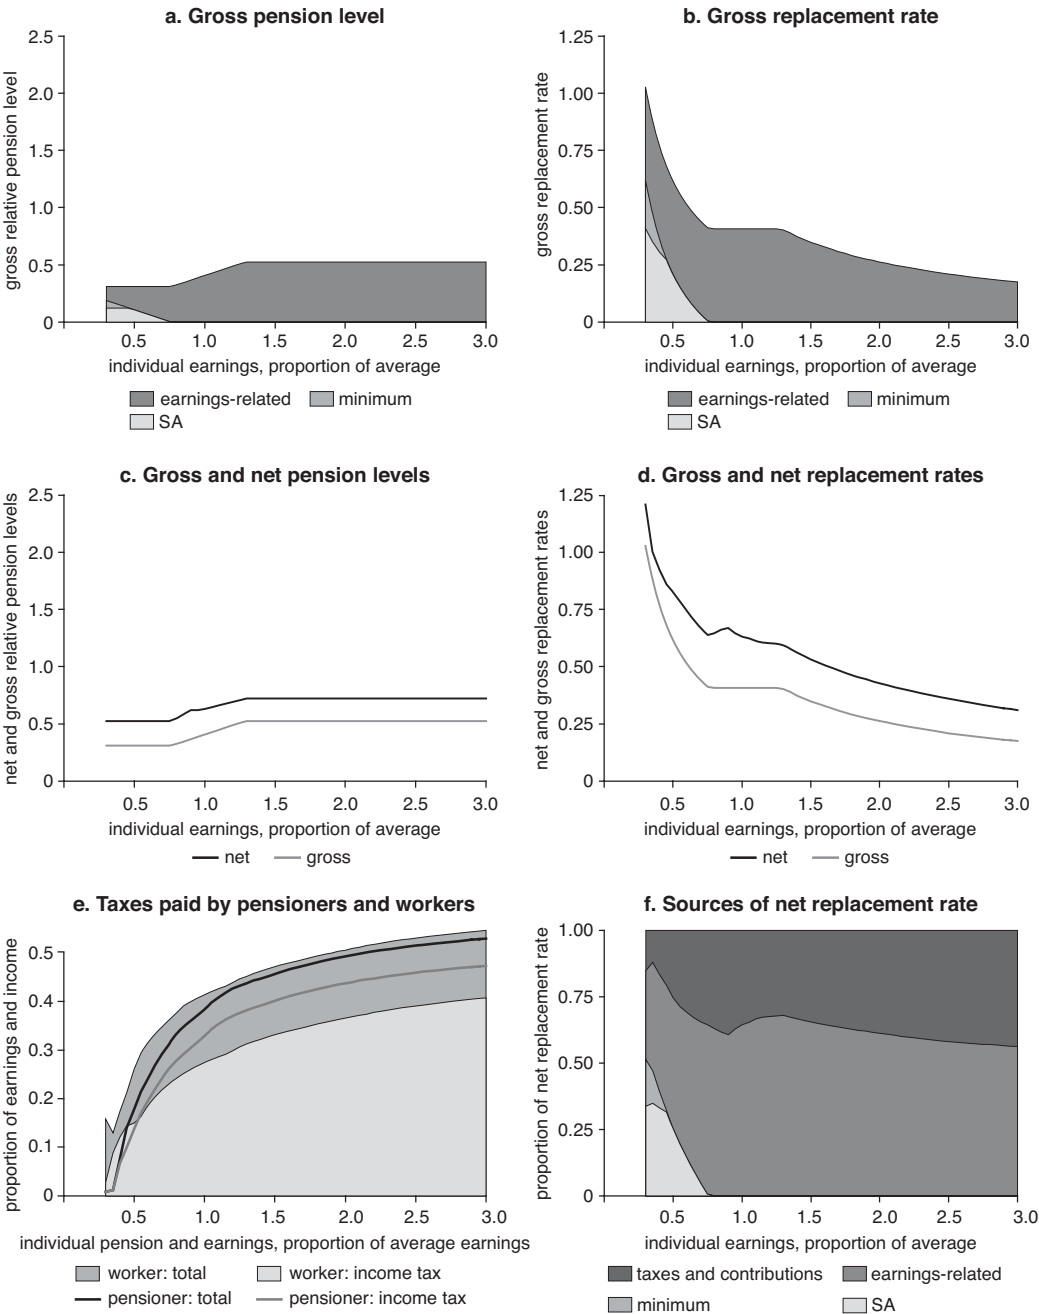 a. Gross pension level
gross relative pension level
2.5
2.0
1.5
1.0
0.5
0
0.5 1.0 1.5 2.0 2.5 3.0
individual earnings, proportion of average
earnings-related minimum
SA
b. Gross replacement rate
gross replacement rate
1.25
1.00
0.75
0.50
0.25
0
0.5 1.0 1.5 2.0 2.5 3.0
individual earnings, proportion of average
earnings-related minimum
SA
c. Gross and net pension levels
net and gross relative pension levels
2.5
2.0
1.5
1.0
0.5
0
0.5 1.0 1.5 2.0 2.5 3.0
individual earnings, proportion of average
net gross
d. Gross and net replacement rates
net and gross replacement rates
1.25
1.00
0.75
0.50
0.25
0
0.5 1.0 1.5 2.0 2.5 3.0
individual earnings, proportion of average
net gross
e. Taxes paid by pensioners and workers
proportion of earnings and income
0.5
0.4
0.3
0.2
0.1
0
0.5 1.0 1.5 2.0 2.5 3.0
individual pension and earnings, proportion of average earnings
worker: total worker: income tax
pensioner: total pensioner: income tax
f. Sources of net replacement rate
proportion of net replacement rate
1.00
0.75
0.50
0.25
0
0.5 1.0 1.5 2.0 2.5 3.0
individual earnings, proportion of average
taxes and contributions earnings-related
minimum SA